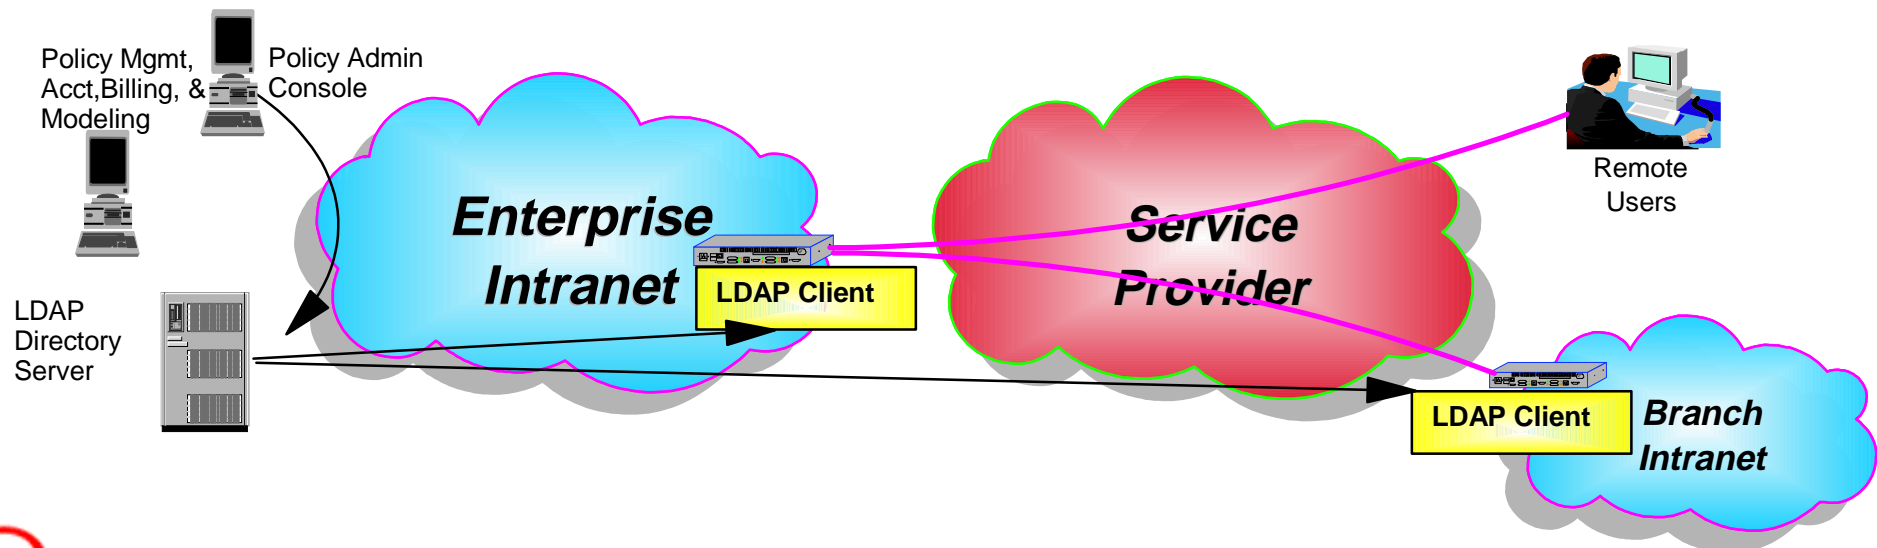 Policy Mgmt,
Acct,Billing, &
Modeling
Policy Admin
Console
LDAP
Directory
Server
Enterprise
Intranet
LDAP Client
Service
Provider
Remote
Users
LDAP Client
Branch
Intranet